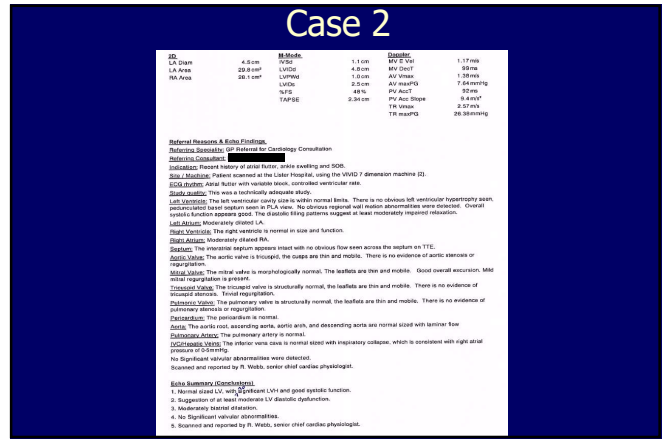 Case 2
2D M-Mode Doppler
LA Diam 4.5 cm IVSd 1.1 cm MV E Vel 1.17 m/s
LA Area 29.8 cm² LVIDd 4.8 cm MV DecT 99 ms
RA Area 26.1 cm² LVPWd 1.0 cm AV Vmax 1.38 m/s
LVIDs 2.5 cm AV maxPG 7.64 mmHg
%FS 48 % PV AccT 92 ms
TAPSE 2.34 cm PV Acc Slope 9.4 m/s²
TR Vmax 2.57 m/s
TR maxPG 26.38 mmHg
Referral Reasons & Echo Findings.
Referring Speciality: GP Referral for Cardiology Consultation
Referring Consultant:
Indication: Recent history of atrial flutter, ankle swelling and SOB.
Site / Machine: Patient scanned at the Lister Hospital, using the VIVID 7 dimension machine (2).
ECG rhythm: Atrial flutter with variable block, controlled ventricular rate.
Study quality: This was a technically adequate study.
Left Ventricle: The left ventricular cavity size is within normal limits. There is no obvious left ventricular hypertrophy seen,
pedunculated basel septum seen in PLA view. No obvious regional wall motion abnormalities were detected. Overall
systolic function appears good. The diastolic filling patterns suggest at least moderately impaired relaxation.
Left Atrium: Moderately dilated LA.
Right Ventricle: The right ventricle is normal in size and function.
Right Atrium: Moderately dilated RA.
Septum: The interatrial septum appears intact with no obvious flow seen across the septum on TTE.
Aortic Valve: The aortic valve is tricuspid, the cusps are thin and mobile. There is no evidence of aortic stenosis or
regurgitation.
Mitral Valve: The mitral valve is morphologically normal. The leaflets are thin and mobile. Good overall excursion. Mild
mitral regurgitation is present.
Tricuspid Valve: The tricuspid valve is structurally normal, the leaflets are thin and mobile. There is no evidence of
tricuspid stenosis. Trivial regurgitation.
Pulmonic Valve: The pulmonary valve is structurally normal, the leaflets are thin and mobile. There is no evidence of
pulmonary stenosis or regurgitation.
Pericardium: The pericardium is normal.
Aorta: The aortic root, ascending aorta, aortic arch, and descending aorta are normal sized with laminar flow
Pulmonary Artery: The pulmonary artery is normal.
IVC/Hepatic Veins: The inferior vena cava is normal sized with inspiratory collapse, which is consistent with right atrial
pressure of 0-5mmHg.
No Significant valvular abnormalities were detected.
Scanned and reported by R. Webb, senior chief cardiac physiologist.
Echo Summary (Conclusions)
1. Normal sized LV, with no significant LVH and good systolic function.
2. Suggestion of at least moderate LV diastolic dysfunction.
3. Moderately biatrial dilatation.
4. No Significant valvular abnormalities.
5. Scanned and reported by R. Webb, senior chief cardiac physiologist.